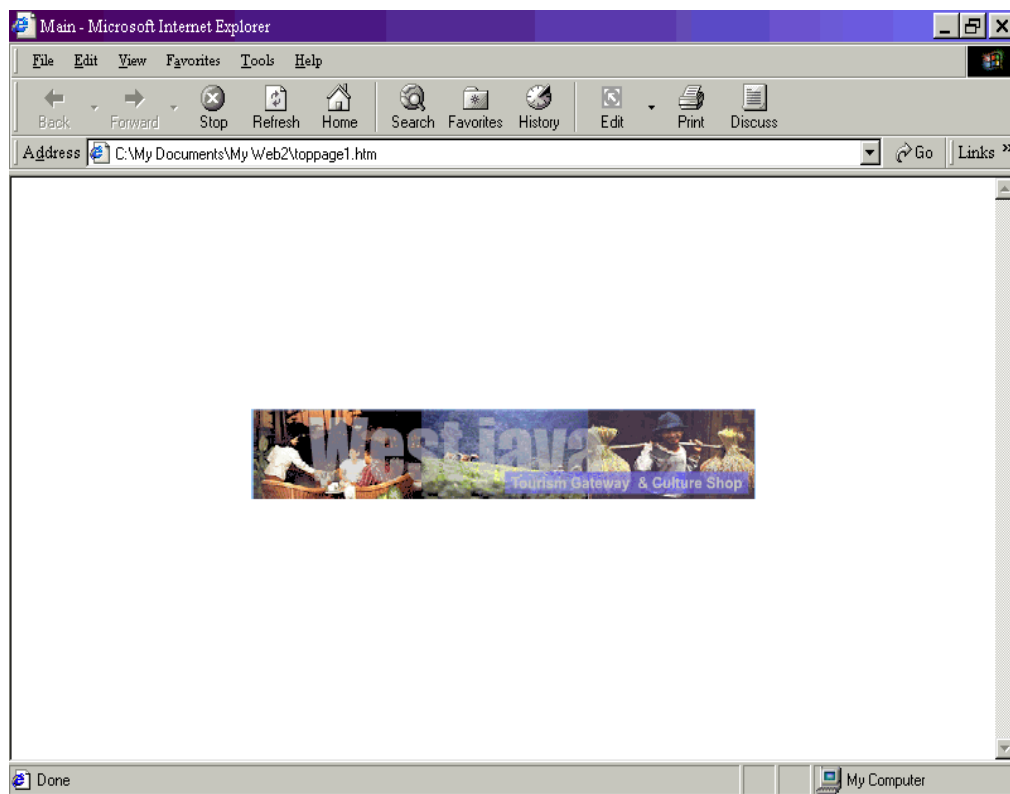 Main - Microsoft Internet Explorer
File Edit View Favorites Tools Help
Back Forward Stop Refresh Home Search Favorites History Edit Print Discuss
Address C:\My Documents\My Web2\toppage1.htm Go Links »
West java
Tourism Gateway & Culture Shop
Done My Computer